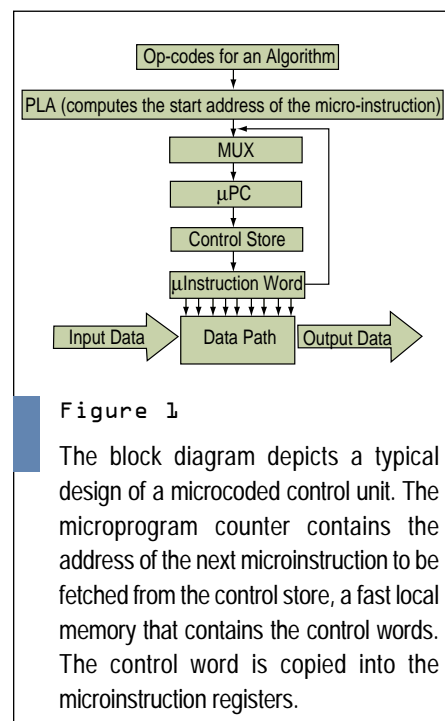 Op-codes for an Algorithm
PLA (computes the start address of the micro-instruction)
MUX
μPC
Control Store
μInstruction Word
Input Data
Data Path
Output Data
Figure 1
The block diagram depicts a typical
design of a microcoded control unit. The
microprogram counter contains the
address of the next microinstruction to be
fetched from the control store, a fast local
memory that contains the control words.
The control word is copied into the
microinstruction registers.